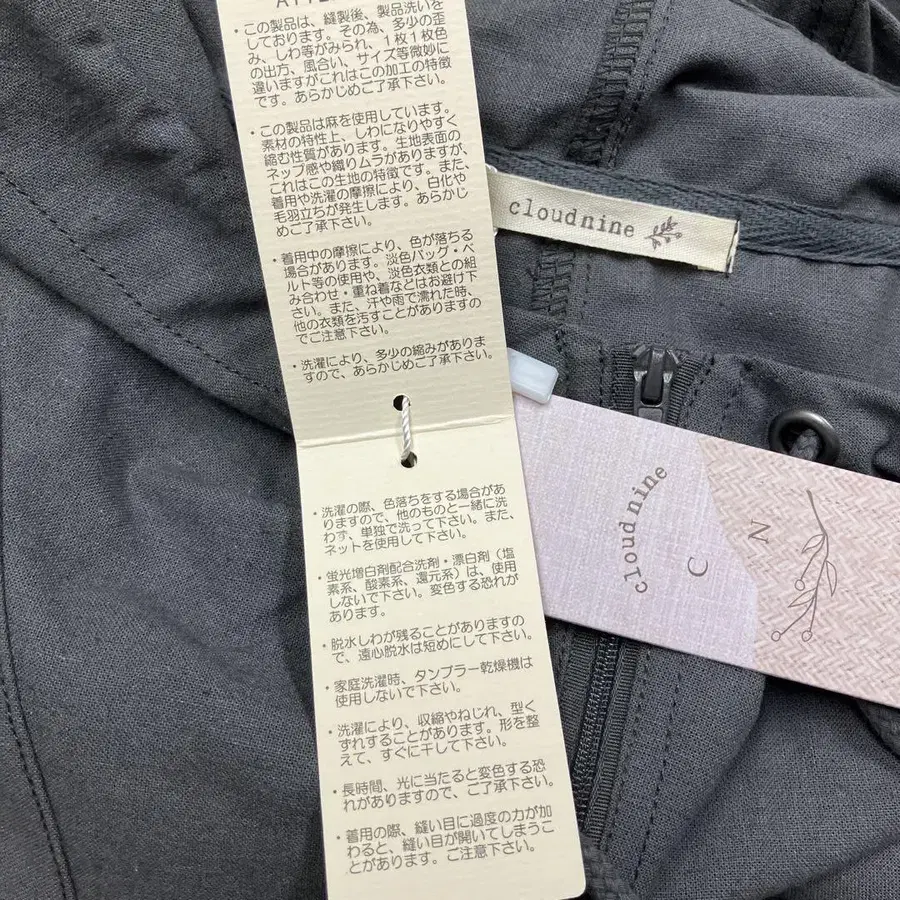 ・この製品は、縫製後、製品洗いを
しております。その為、多少の歪
み、しわ等がみられ、1枚1枚色
の出方、風合い、サイズ等微妙に
違いますがこれはこの加工の特徴
です。あらかじめご了承下さい。
・この製品は麻を使用しています。
素材の特性上、しわになりやすく
縮む性質があります。生地表面の
ネップ感や織りムラがありますが、
これはこの生地の特徴です。また、
着用や洗濯の摩擦により、白化や
毛羽立ちが発生します。あらかじ
めご了承下さい。
・着用中の摩擦により、色が落ちる
場合があります。淡色バッグ・ベ
ルト等の使用や、淡色衣類との組
み合わせ・重ね着などはお避け下
さい。また、汗や雨で濡れた時、
他の衣類を汚すことがありますの
でご注意下さい。
・洗濯により、多少の縮みがありま
すので、あらかじめご了承下さい。
・洗濯の際、色落ちをする場合があ
りますので、他のものと一緒に洗
わず、単独で洗って下さい。また、
ネットを使用して下さい。
・蛍光増白剤配合洗剤・漂白剤（塩
素系、酸素系、還元系）は、使用
しないで下さい。変色する恐れが
あります。
・脱水しわが残ることがありますの
で、遠心脱水は短めにして下さい。
・家庭洗濯時、タンブラー乾燥機は
使用しないで下さい。
・洗濯により、収縮やねじれ、型く
ずれすることがあります。形を整
えて、すぐに干して下さい。
・長時間、光に当たると変色する恐
れがありますので、ご了承下さい。
・着用の際、縫い目に過度の力が加
わると、縫い目が開いてしまうこ
とがあります。ご注意下さい。
cloudnine
cloud nine
C N